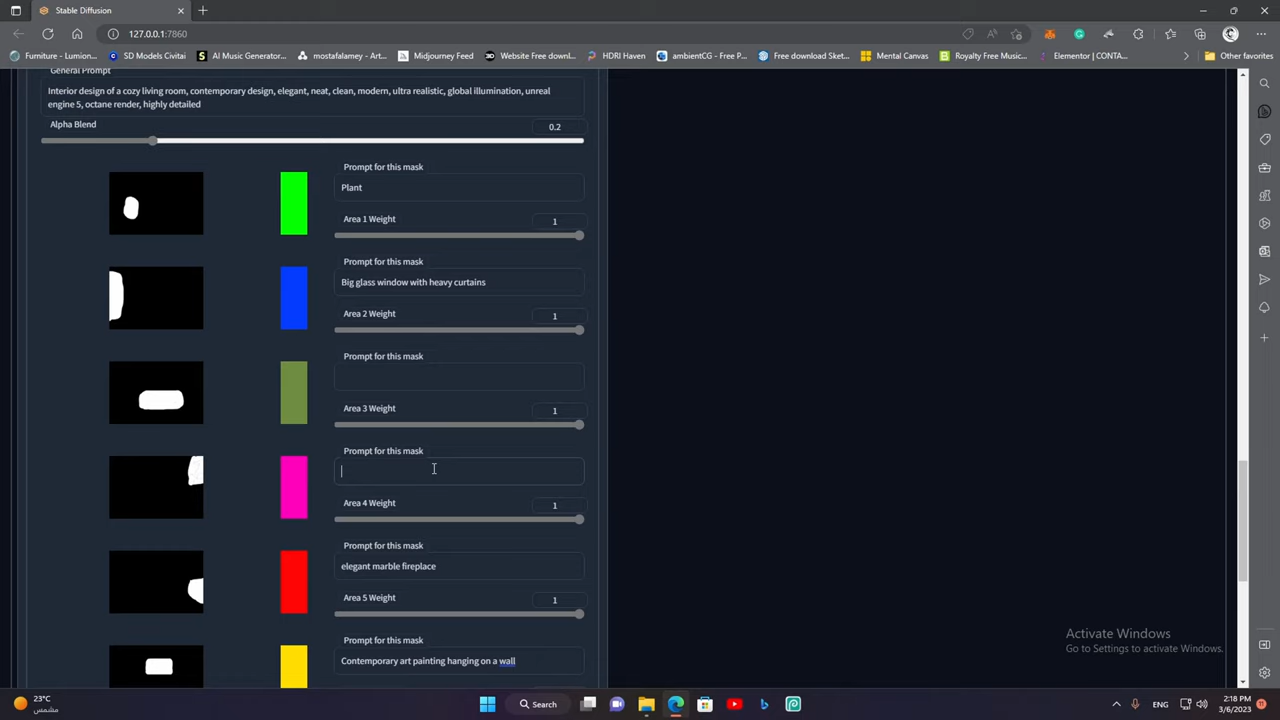 Stable Diffusion
127.0.0.1:7860
Furniture - Lumion...
SD Models Civitai
AI Music Generator...
mostafalamey - Art...
Midjourney Feed
Website Free downl...
HDRI Haven
ambientCG - Free P...
Free download Sket...
Mental Canvas
Royalty Free Music...
Elementor | CONTA...
Other favorites
General Prompt
Interior design of a cozy living room, contemporary design, elegant, neat, clean, modern, ultra realistic, global illumination, unreal
engine 5, octane render, highly detailed
Alpha Blend
0.2
Prompt for this mask
Plant
Area 1 Weight
1
Prompt for this mask
Big glass window with heavy curtains
Area 2 Weight
1
Prompt for this mask
Area 3 Weight
1
Prompt for this mask
Area 4 Weight
1
Prompt for this mask
elegant marble fireplace
Area 5 Weight
1
Prompt for this mask
Contemporary art painting hanging on a wall
Activate Windows
Go to Settings to activate Windows.
23°C
مشمس
Search
ENG
2:18 PM
3/6/2023